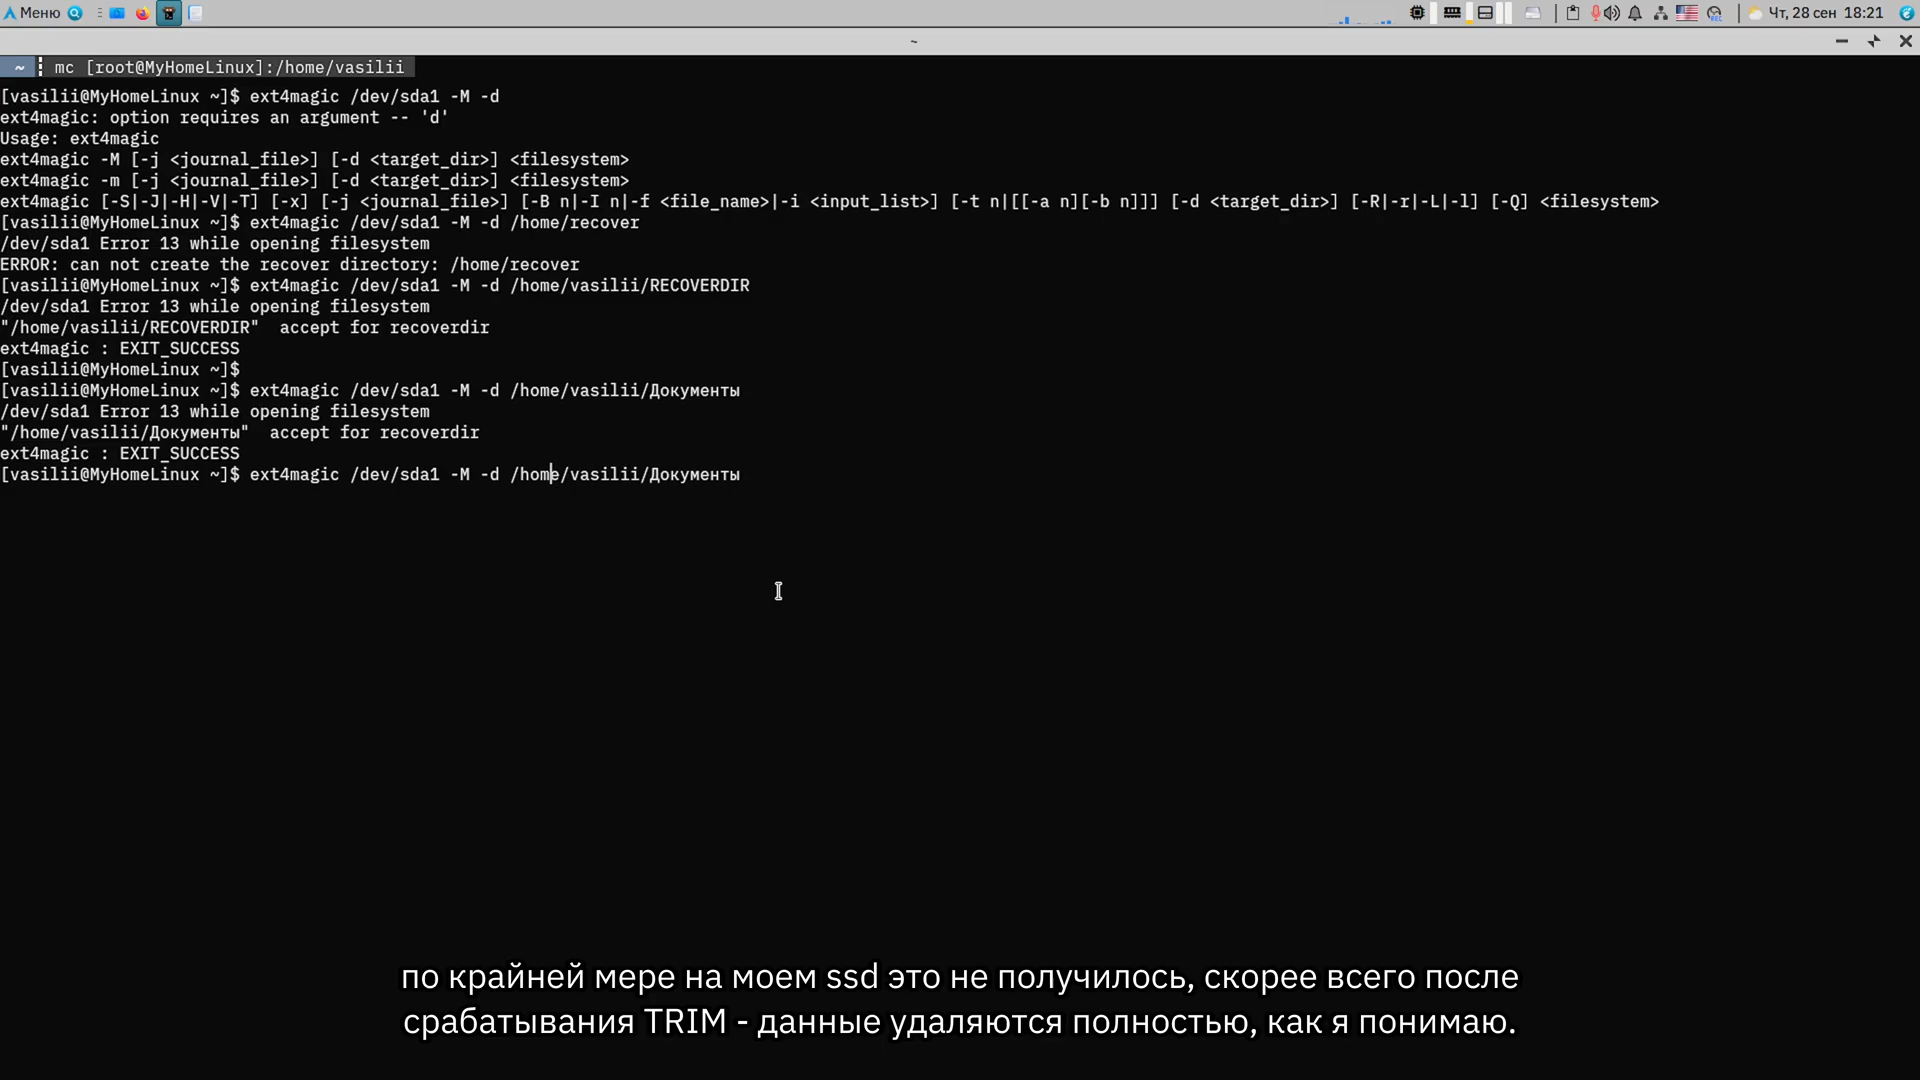 Меню
Чт, 28 сен 18:21
~
~ mc [root@MyHomeLinux]:/home/vasilii
[vasilii@MyHomeLinux ~]$ ext4magic /dev/sda1 -M -d
ext4magic: option requires an argument -- 'd'
Usage: ext4magic
ext4magic -M [-j <journal_file>] [-d <target_dir>] <filesystem>
ext4magic -m [-j <journal_file>] [-d <target_dir>] <filesystem>
ext4magic [-S|-J|-H|-V|-T] [-x] [-j <journal_file>] [-B n|-I n|-f <file_name>|-i <input_list>] [-t n|[[-a n][-b n]]] [-d <target_dir>] [-R|-r|-L|-l] [-Q] <filesystem>
[vasilii@MyHomeLinux ~]$ ext4magic /dev/sda1 -M -d /home/recover
/dev/sda1 Error 13 while opening filesystem
ERROR: can not create the recover directory: /home/recover
[vasilii@MyHomeLinux ~]$ ext4magic /dev/sda1 -M -d /home/vasilii/RECOVERDIR
/dev/sda1 Error 13 while opening filesystem
"/home/vasilii/RECOVERDIR"  accept for recoverdir
ext4magic : EXIT_SUCCESS
[vasilii@MyHomeLinux ~]$
[vasilii@MyHomeLinux ~]$ ext4magic /dev/sda1 -M -d /home/vasilii/Документы
/dev/sda1 Error 13 while opening filesystem
"/home/vasilii/Документы"  accept for recoverdir
ext4magic : EXIT_SUCCESS
[vasilii@MyHomeLinux ~]$ ext4magic /dev/sda1 -M -d /home/vasilii/Документы
по крайней мере на моем ssd это не получилось, скорее всего после
срабатывания TRIM - данные удаляются полностью, как я понимаю.